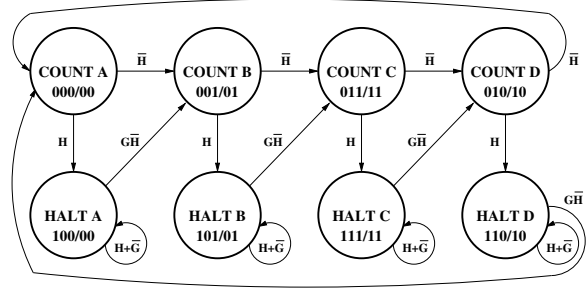 COUNT A
000/00
H̅
COUNT B
001/01
H̅
COUNT C
011/11
H̅
COUNT D
010/10
H̅
H
GH̅
H
GH̅
H
GH̅
H
GH̅
HALT A
100/00
H+G̅
HALT B
101/01
H+G̅
HALT C
111/11
H+G̅
HALT D
110/10
H+G̅